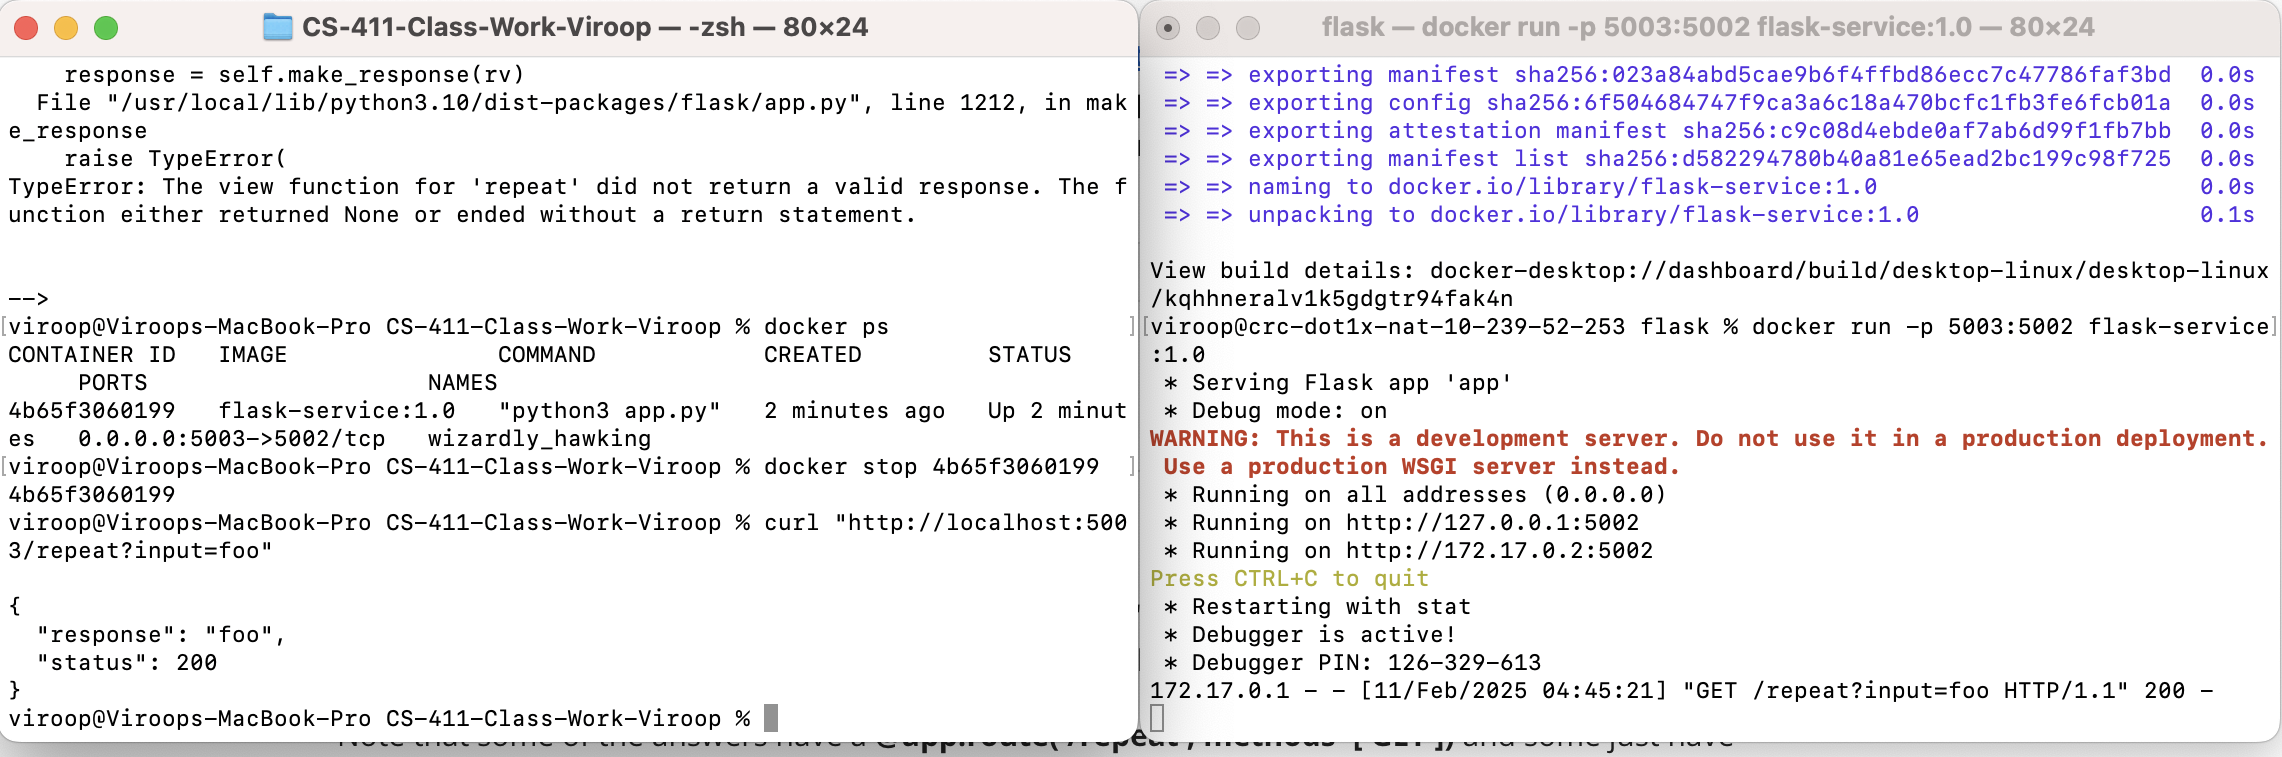 CS-411-Class-Work-Viroop — -zsh — 80×24
    response = self.make_response(rv)
  File "/usr/local/lib/python3.10/dist-packages/flask/app.py", line 1212, in mak
e_response
    raise TypeError(
TypeError: The view function for 'repeat' did not return a valid response. The f
unction either returned None or ended without a return statement.
-->
[viroop@Viroops-MacBook-Pro CS-411-Class-Work-Viroop % docker ps ]
CONTAINER ID   IMAGE               COMMAND            CREATED         STATUS
     PORTS                    NAMES
4b65f3060199   flask-service:1.0   "python3 app.py"   2 minutes ago   Up 2 minut
es   0.0.0.0:5003->5002/tcp   wizardly_hawking
[viroop@Viroops-MacBook-Pro CS-411-Class-Work-Viroop % docker stop 4b65f3060199 ]
4b65f3060199
viroop@Viroops-MacBook-Pro CS-411-Class-Work-Viroop % curl "http://localhost:500
3/repeat?input=foo"
{
  "response": "foo",
  "status": 200
}
viroop@Viroops-MacBook-Pro CS-411-Class-Work-Viroop %
flask — docker run -p 5003:5002 flask-service:1.0 — 80×24
 => => exporting manifest sha256:023a84abd5cae9b6f4ffbd86ecc7c47786faf3bd  0.0s
 => => exporting config sha256:6f504684747f9ca3a6c18a470bcfc1fb3fe6fcb01a  0.0s
 => => exporting attestation manifest sha256:c9c08d4ebde0af7ab6d99f1fb7bb  0.0s
 => => exporting manifest list sha256:d582294780b40a81e65ead2bc199c98f725  0.0s
 => => naming to docker.io/library/flask-service:1.0                       0.0s
 => => unpacking to docker.io/library/flask-service:1.0                    0.1s
View build details: docker-desktop://dashboard/build/desktop-linux/desktop-linux
/kqhhneralv1k5gdgtr94fak4n
[viroop@crc-dot1x-nat-10-239-52-253 flask % docker run -p 5003:5002 flask-service]
:1.0
 * Serving Flask app 'app'
 * Debug mode: on
WARNING: This is a development server. Do not use it in a production deployment.
 Use a production WSGI server instead.
 * Running on all addresses (0.0.0.0)
 * Running on http://127.0.0.1:5002
 * Running on http://172.17.0.2:5002
Press CTRL+C to quit
 * Restarting with stat
 * Debugger is active!
 * Debugger PIN: 126-329-613
172.17.0.1 - - [11/Feb/2025 04:45:21] "GET /repeat?input=foo HTTP/1.1" 200 -